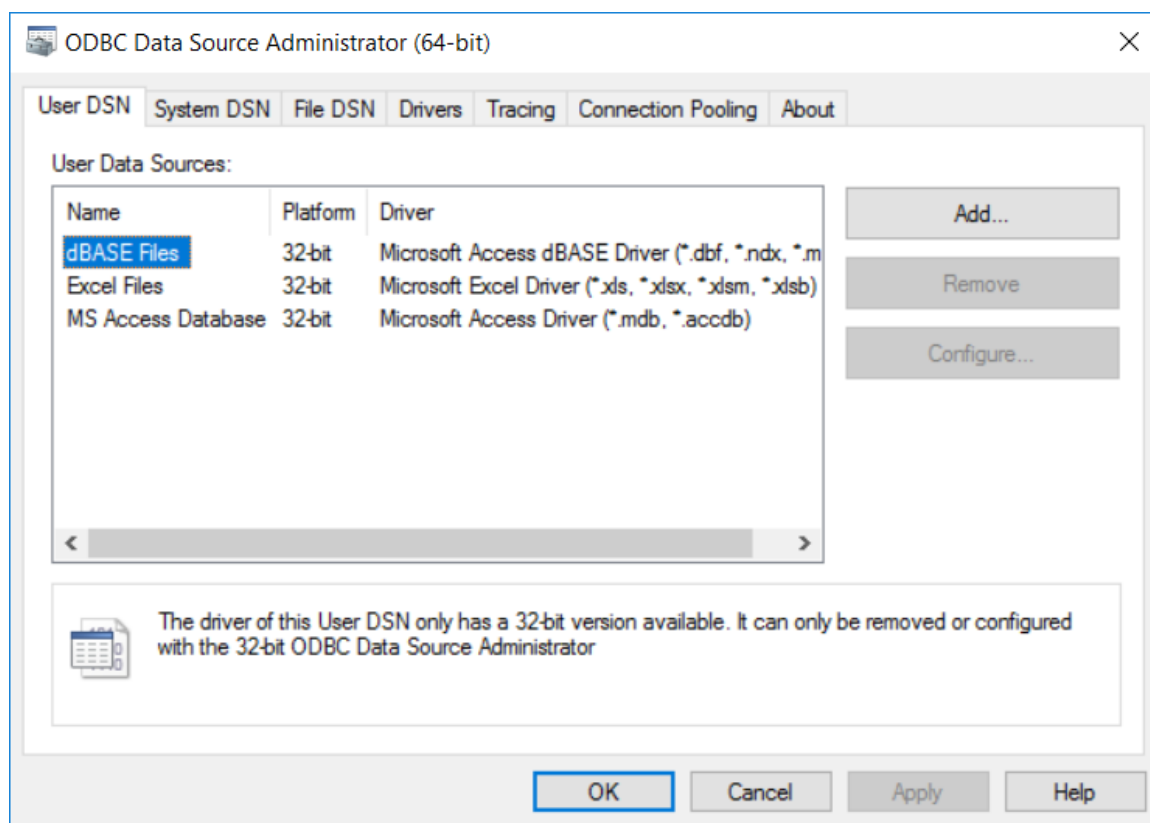 ODBC Data Source Administrator (64-bit)
User DSN System DSN File DSN Drivers Tracing Connection Pooling About
User Data Sources:
Name Platform Driver
Add...
dBASE Files 32-bit Microsoft Access dBASE Driver (*.dbf, *.ndx, *.m
Excel Files 32-bit Microsoft Excel Driver (*.xls, *.xlsx, *.xlsm, *.xlsb)
Remove
MS Access Database 32-bit Microsoft Access Driver (*.mdb, *.accdb)
Configure...
The driver of this User DSN only has a 32-bit version available. It can only be removed or configured
with the 32-bit ODBC Data Source Administrator
OK Cancel Apply Help